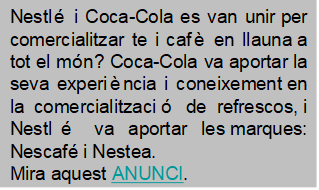 Nestlé i Coca-Cola es van unir per
comercialitzar te i cafè en llauna a
tot el món? Coca-Cola va aportar la
seva experiència i coneixement en
la comercialització de refrescos, i
Nestlé va aportar les marques:
Nescafé i Nestea.
Mira aquest ANUNCI.